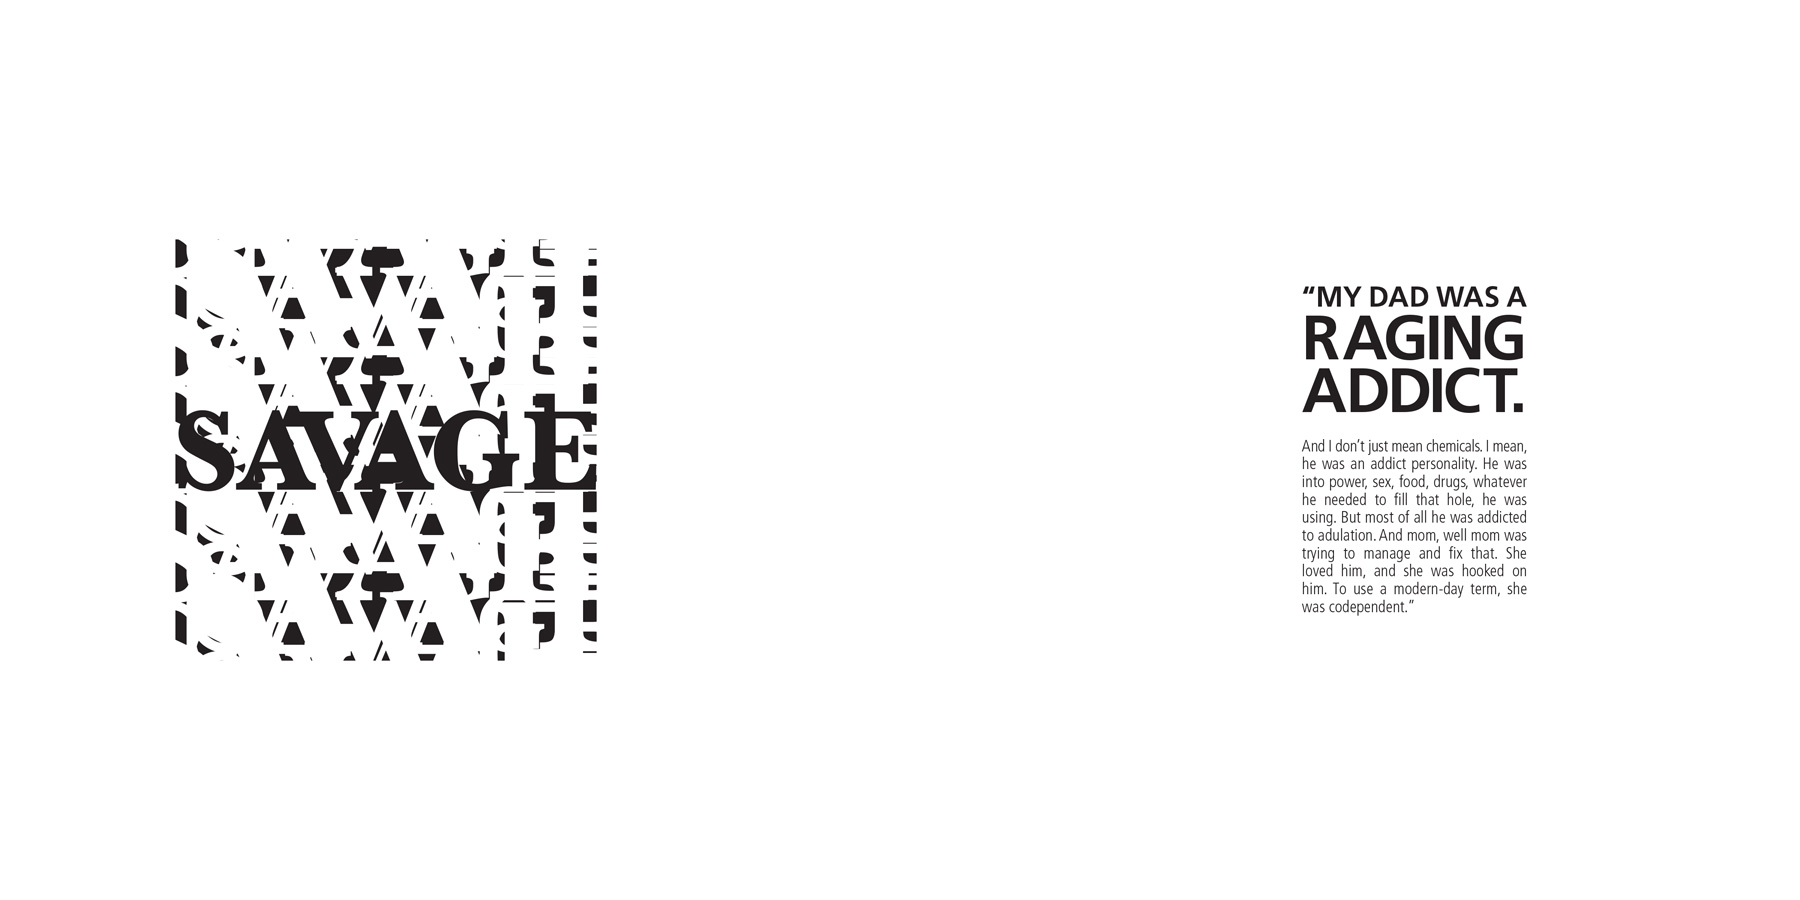 SAVAGE
“MY DAD WAS A
RAGING
ADDICT.
And I don’t just mean chemicals. I mean,
he was an addict personality. He was
into power, sex, food, drugs, whatever
he needed to fill that hole, he was
using. But most of all he was addicted
to adulation. And mom, well mom was
trying to manage and fix that. She
loved him, and she was hooked on
him. To use a modern-day term, she
was codependent.”